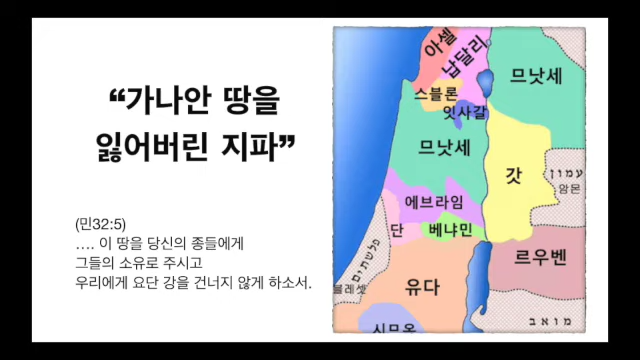 “가나안 땅을
잃어버린 지파”
(민32:5)
…. 이 땅을 당신의 종들에게
그들의 소유로 주시고
우리에게 요단 강을 건너지 않게 하소서.
아셀
납달리
므낫세
스블론
잇사갈
므낫세
갓
עמון
암몬
에브라임
단
베냐민
פלשתים
블레셋
르우벤
유다
מואב
시므온